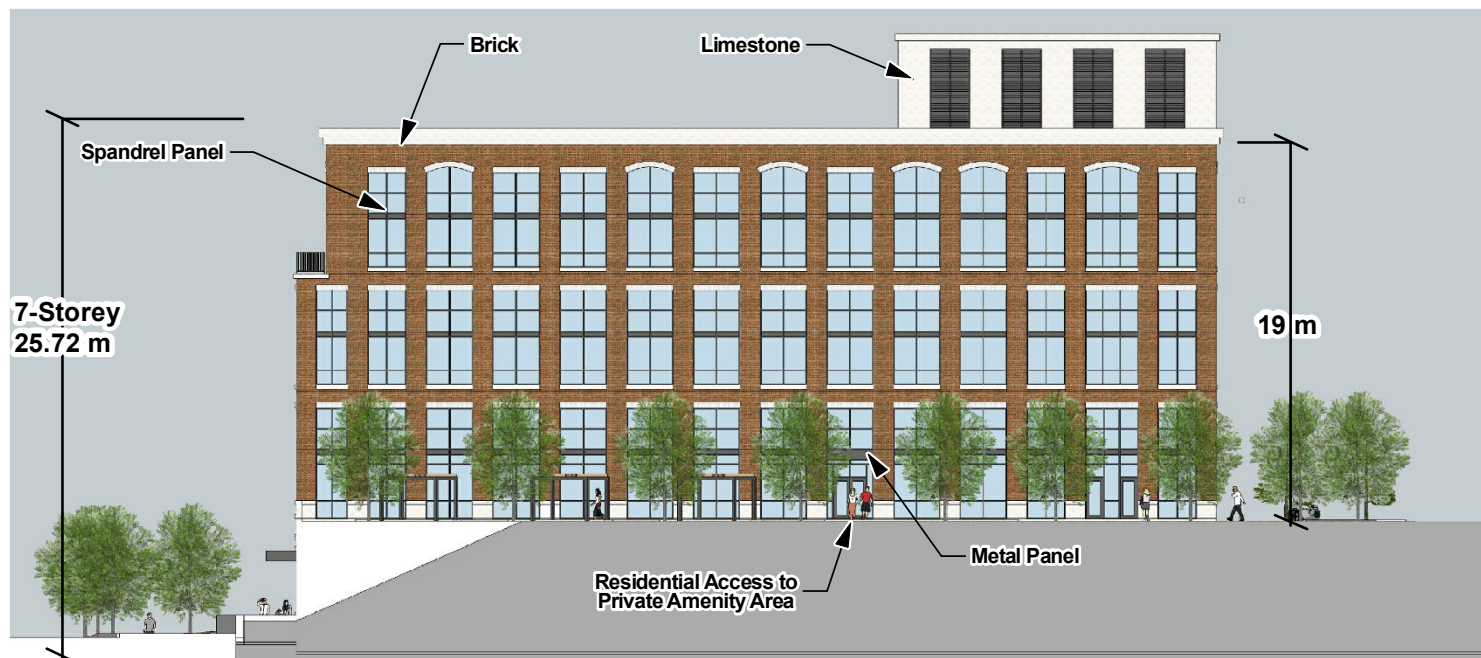 Brick
Limestone
Spandrel Panel
7-Storey
25.72 m
19 m
Metal Panel
Residential Access to
Private Amenity Area